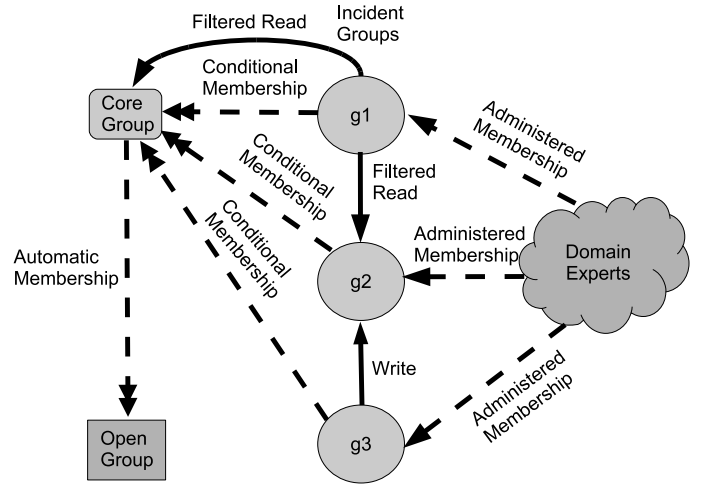 Filtered Read
Incident
Groups
Conditional
Membership
Core
Group
g1
Administered
Membership
Conditional
Membership
Filtered
Read
Conditional
Membership
Administered
Membership
Domain
Experts
Automatic
Membership
g2
Write
Administered
Membership
Open
Group
g3